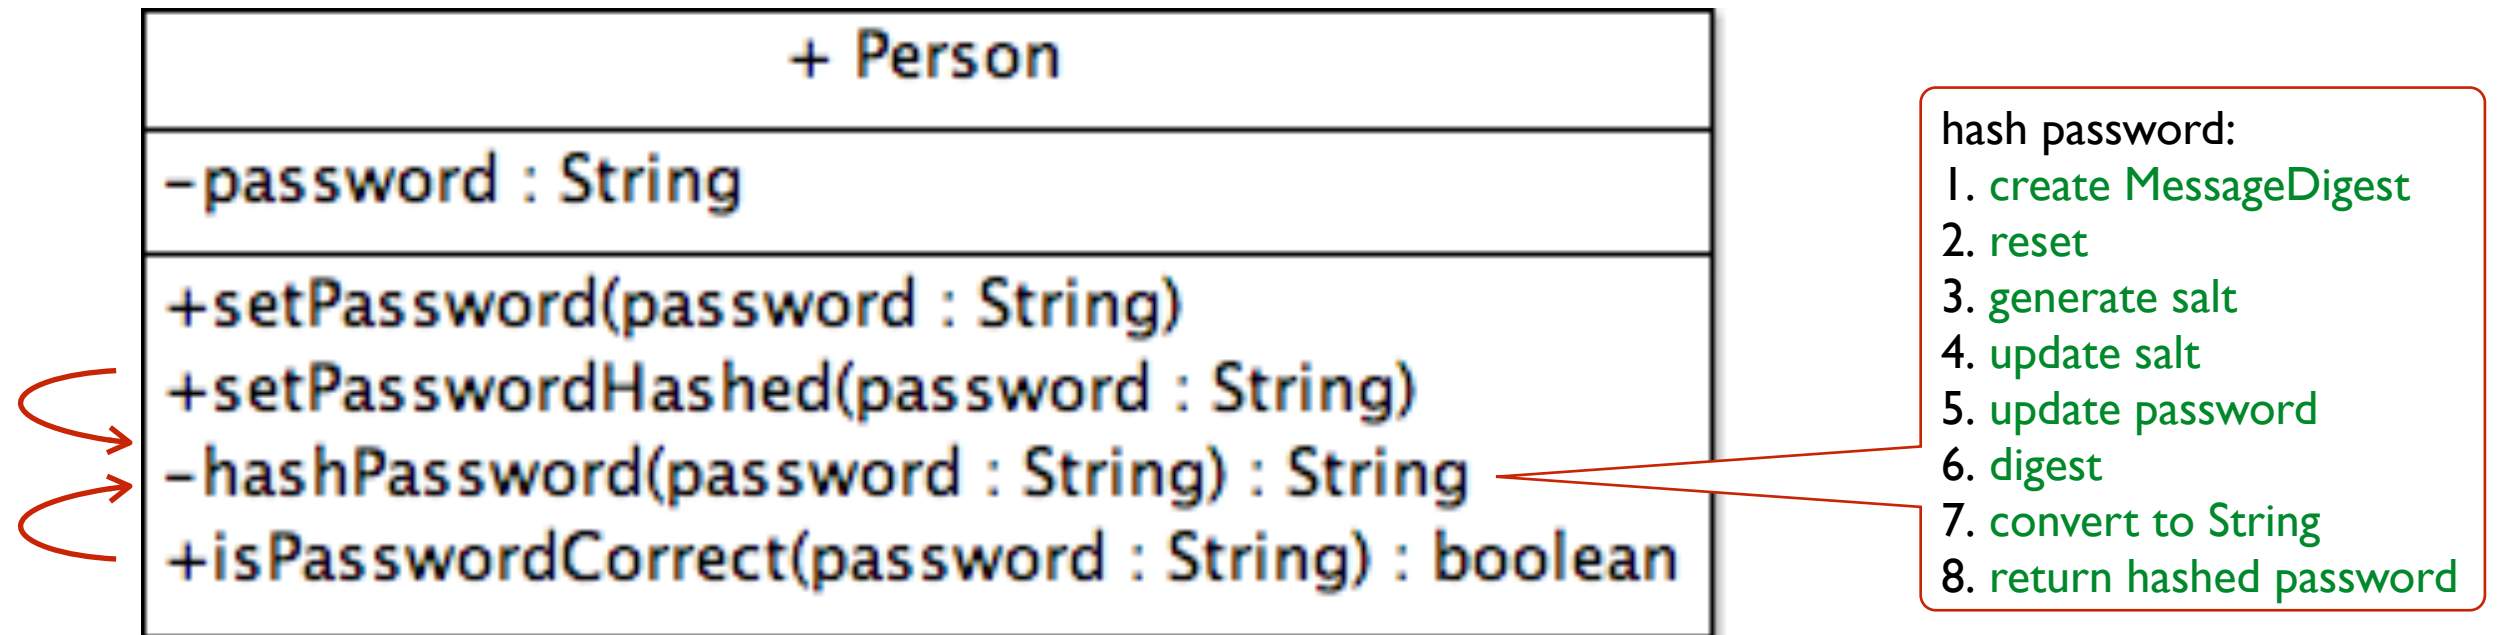 + Person
-password : String
+setPassword(password : String)
+setPasswordHashed(password : String)
-hashPassword(password : String) : String
+isPasswordCorrect(password : String) : boolean
hash password:
1. create MessageDigest
2. reset
3. generate salt
4. update salt
5. update password
6. digest
7. convert to String
8. return hashed password